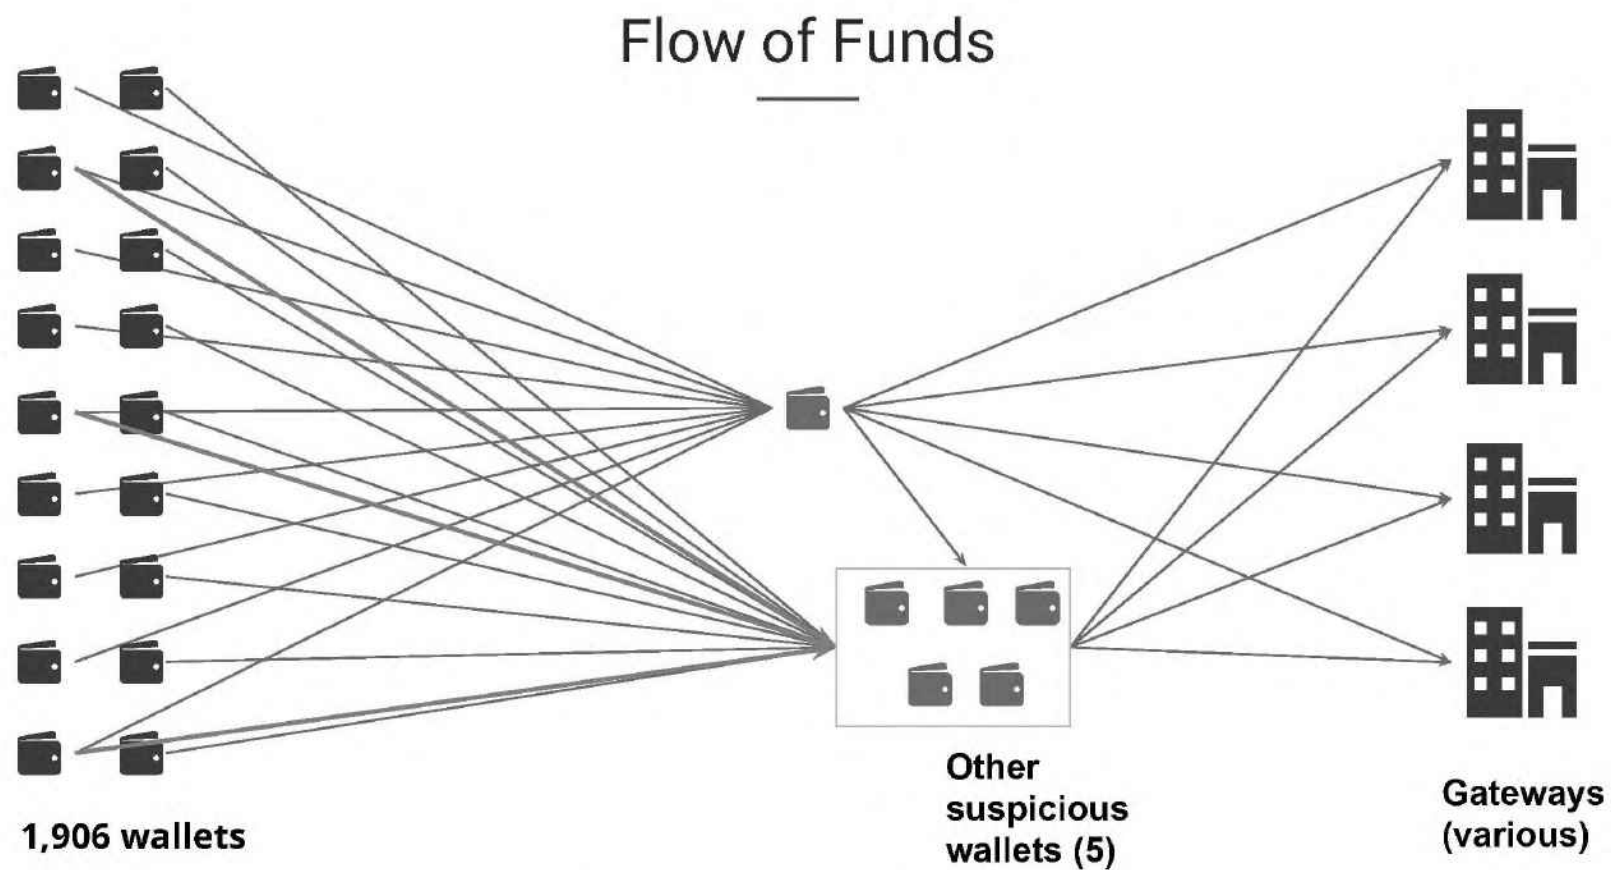 Flow of Funds
1,906 wallets
Other
suspicious
wallets (5)
Gateways
(various)